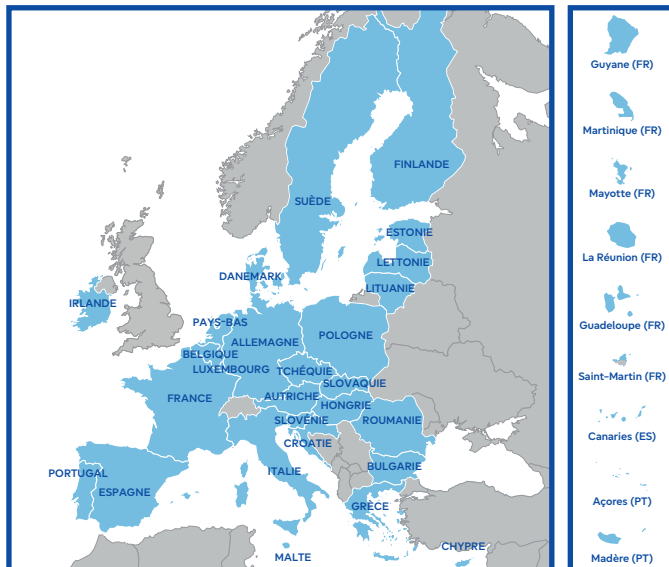 FINLANDE
SUÈDE
ESTONIE
LETTONIE
DANEMARK
LITUANIE
IRLANDE
PAYS-BAS
POLOGNE
ALLEMAGNE
BELGIQUE
LUXEMBOURG
TCHÉQUIE
SLOVAQUIE
FRANCE
AUTRICHE
HONGRIE
SLOVÉNIE
ROUMANIE
CROATIE
BULGARIE
ITALIE
PORTUGAL
ESPAGNE
GRÈCE
CHYPRE
MALTE
Guyane (FR)
Martinique (FR)
Mayotte (FR)
La Réunion (FR)
Guadeloupe (FR)
Saint-Martin (FR)
Canaries (ES)
Açores (PT)
Madère (PT)